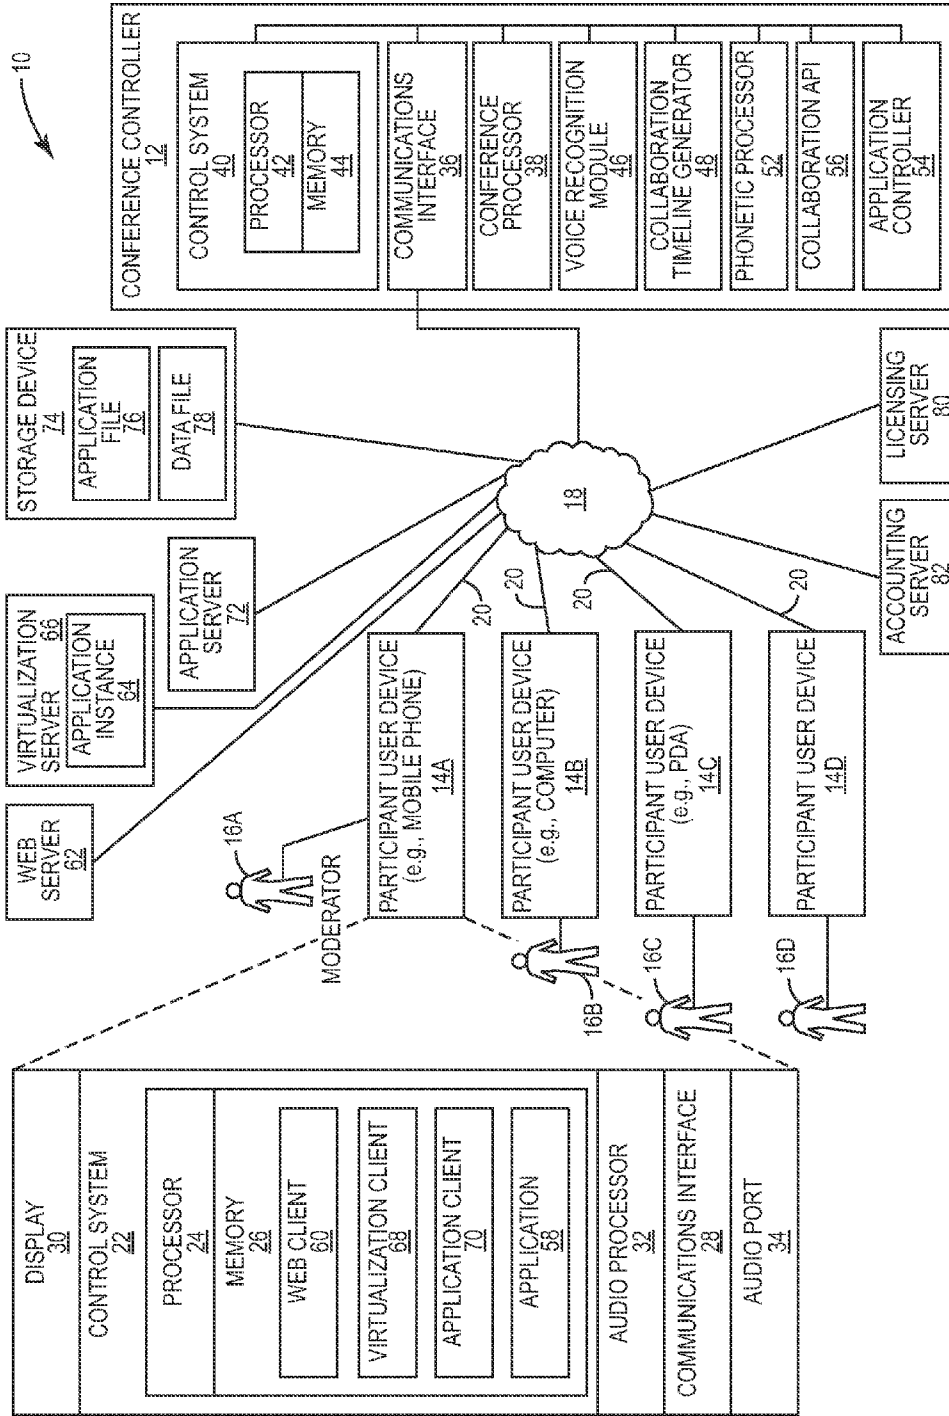 10
CONFERENCE CONTROLLER
12
CONTROL SYSTEM
40
PROCESSOR
42
MEMORY
44
COMMUNICATIONS
INTERFACE
36
CONFERENCE
PROCESSOR
38
VOICE RECOGNITION
MODULE
46
COLLABORATION
TIMELINE GENERATOR
48
PHONETIC PROCESSOR
52
COLLABORATION API
56
APPLICATION
CONTROLLER
54
STORAGE DEVICE
74
APPLICATION
FILE
76
DATA FILE
78
VIRTUALIZATION
SERVER 66
APPLICATION
INSTANCE
64
APPLICATION
SERVER
72
WEB
SERVER
62
18
LICENSING
SERVER
80
ACCOUNTING
SERVER
82
20
20
20
20
16A
MODERATOR
PARTICIPANT USER DEVICE
(e.g., MOBILE PHONE)
14A
PARTICIPANT USER DEVICE
(e.g., COMPUTER)
14B
16B
PARTICIPANT USER DEVICE
(e.g., PDA)
14C
16C
PARTICIPANT USER DEVICE
14D
16D
DISPLAY
30
CONTROL SYSTEM
22
PROCESSOR
24
MEMORY
26
WEB CLIENT
60
VIRTUALIZATION CLIENT
68
APPLICATION CLIENT
70
APPLICATION
58
AUDIO PROCESSOR
32
COMMUNICATIONS INTERFACE
28
AUDIO PORT
34